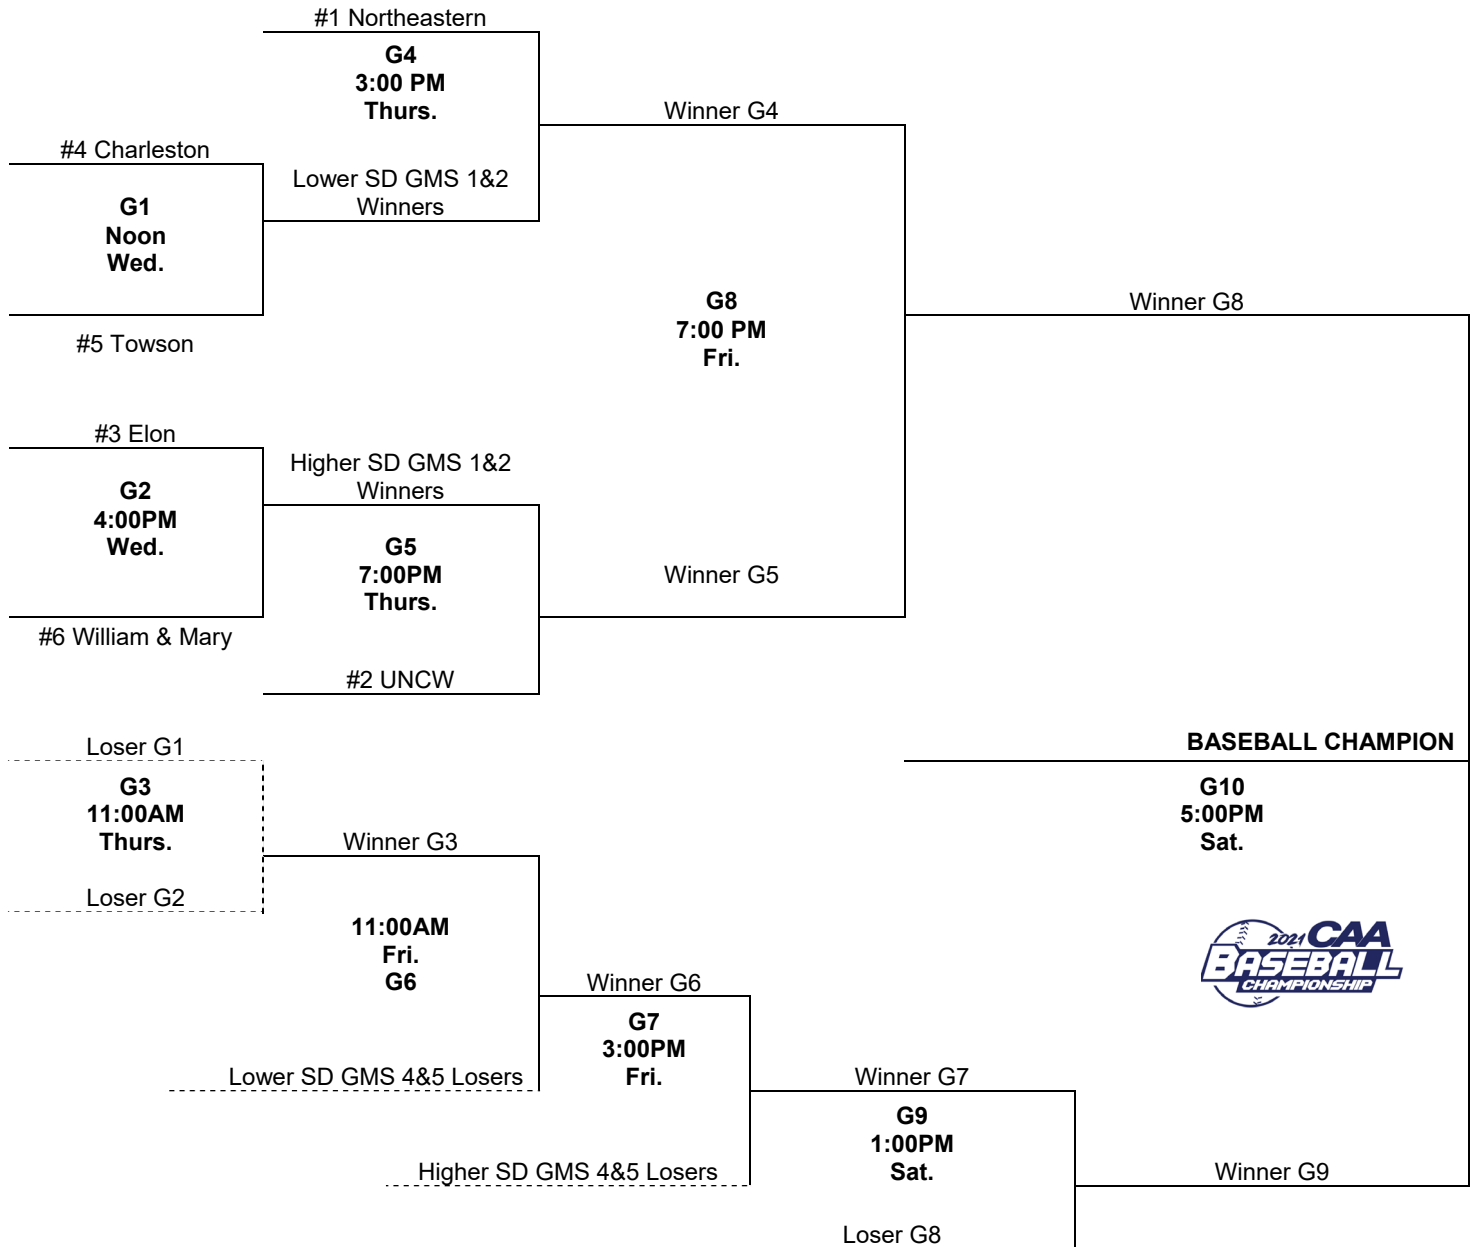 #1 Northeastern
G4
3:00 PM
Thurs.
Winner G4
#4 Charleston
Lower SD GMS 1&2
Winners
G1
Noon
Wed.
#5 Towson
G8
7:00 PM
Fri.
Winner G8
#3 Elon
Higher SD GMS 1&2
Winners
G2
4:00PM
Wed.
G5
7:00PM
Thurs.
Winner G5
#6 William & Mary
#2 UNCW
Loser G1
G3
11:00AM
Thurs.
Loser G2
Winner G3
11:00AM
Fri.
G6
Lower SD GMS 4&5 Losers
Winner G6
G7
3:00PM
Fri.
Higher SD GMS 4&5 Losers
Winner G7
G9
1:00PM
Sat.
Loser G8
Winner G9
BASEBALL CHAMPION
G10
5:00PM
Sat.
2021 CAA
BASEBALL
CHAMPIONSHIP